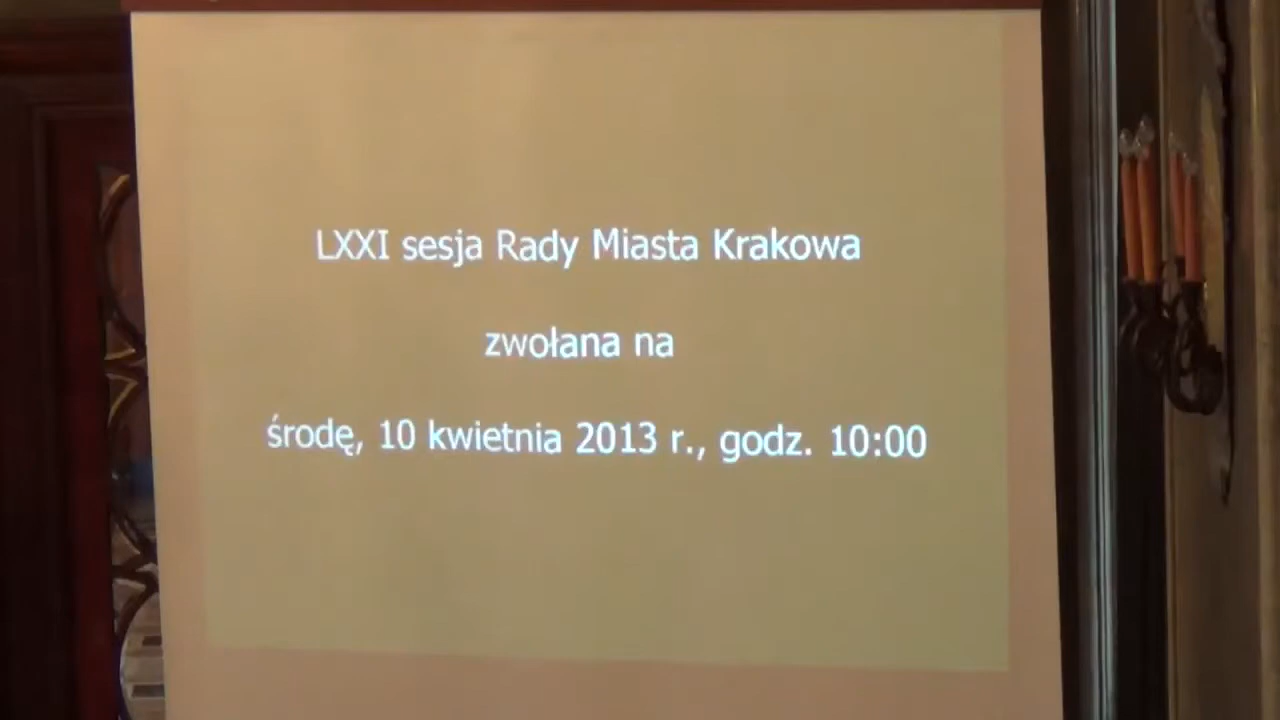 LXXI sesja Rady Miasta Krakowa
zwołana na
środę, 10 kwietnia 2013 r., godz. 10:00